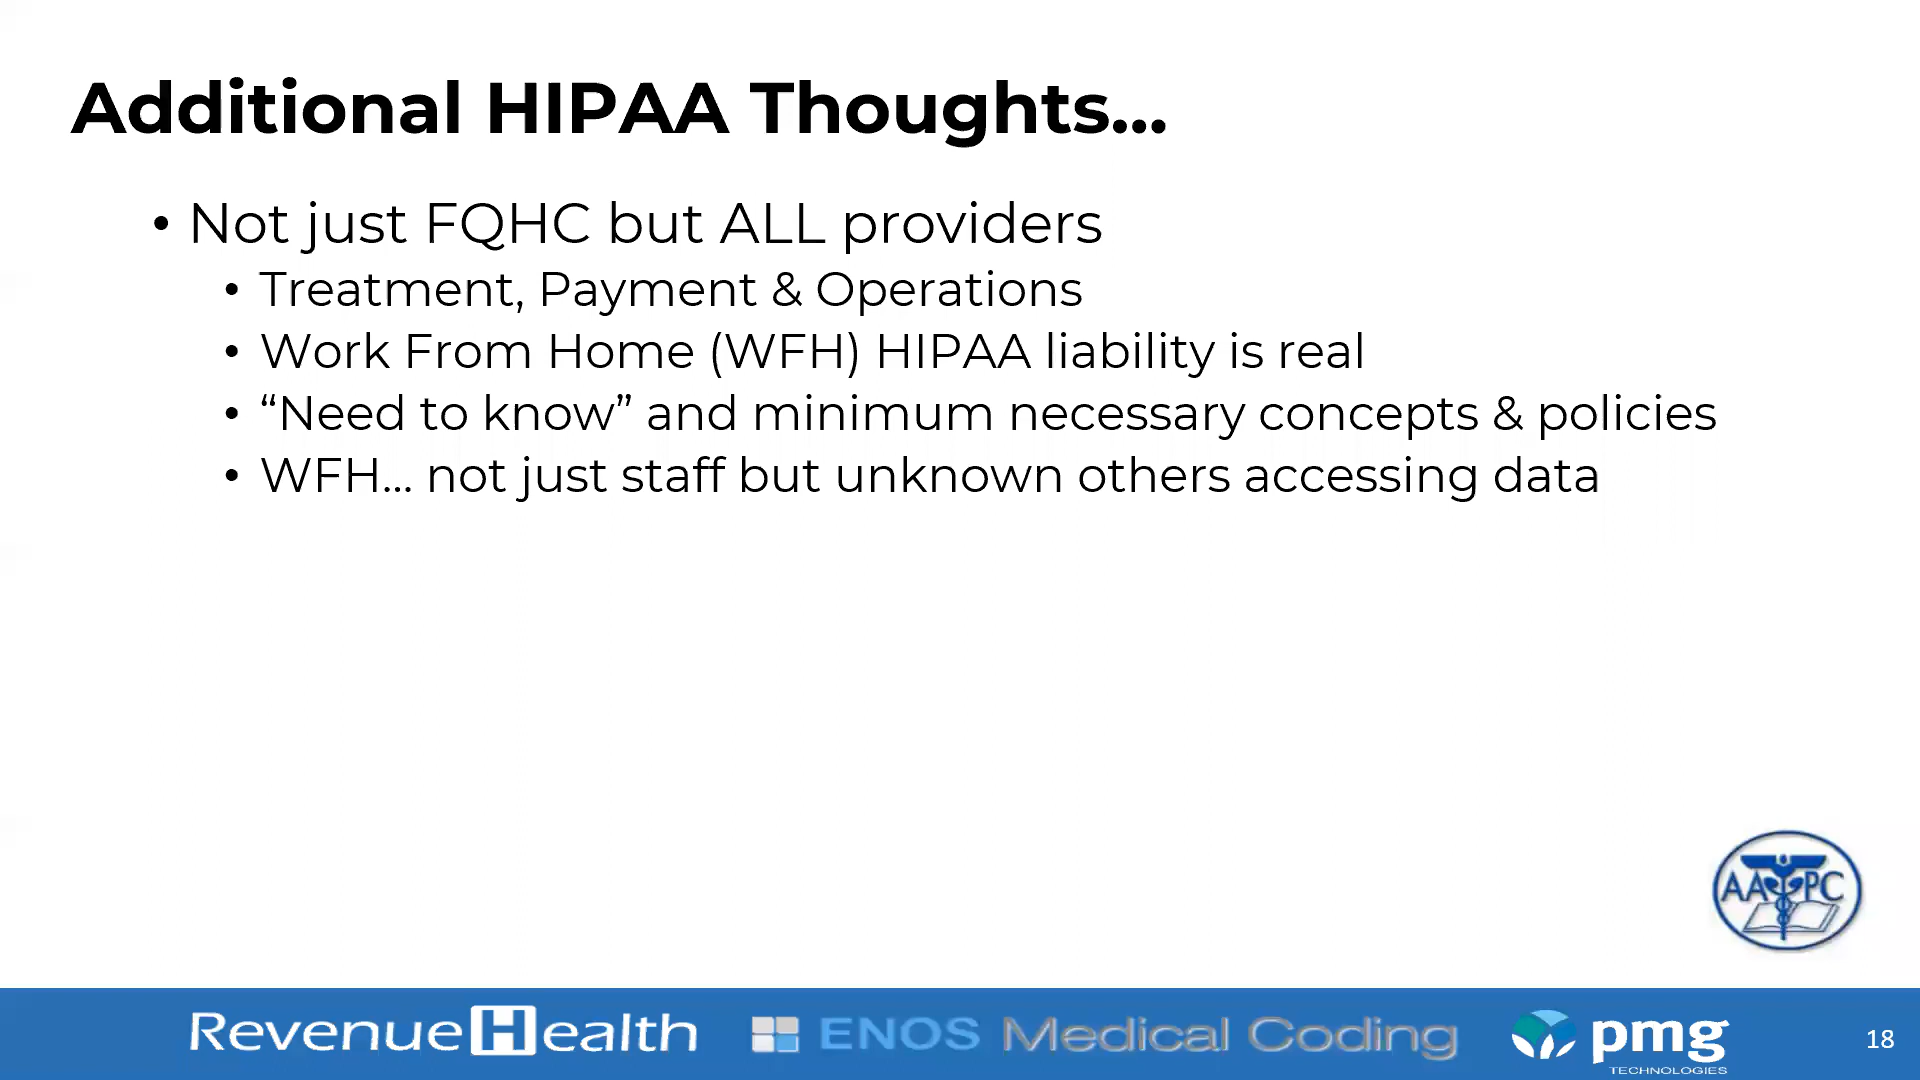 Additional HIPAA Thoughts...
• Not just FQHC but ALL providers
• Treatment, Payment & Operations
• Work From Home (WFH) HIPAA liability is real
• “Need to know” and minimum necessary concepts & policies
• WFH... not just staff but unknown others accessing data
AAPC
RevenueHealth
ENOS Medical Coding
pmg
TECHNOLOGIES
18